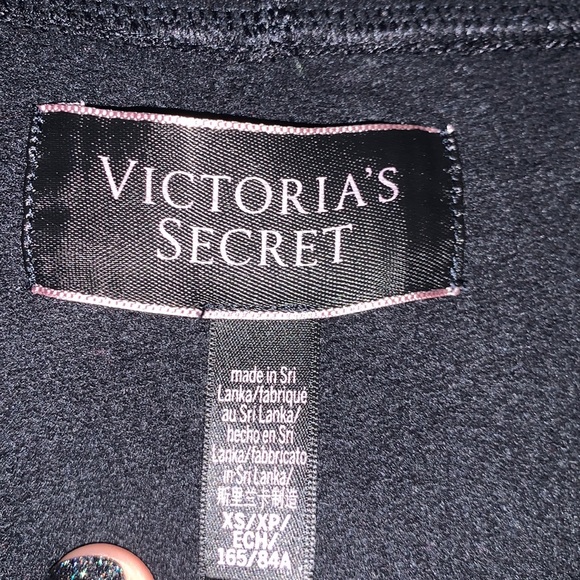 VICTORIA'S
SECRET
made in Sri
Lanka/fabriqué
au Sri Lanka/
hecho en Sri
Lanka/fabbricato
in Sri Lanka/
斯里兰卡制造
XS/XP/
ECH/
165/84A